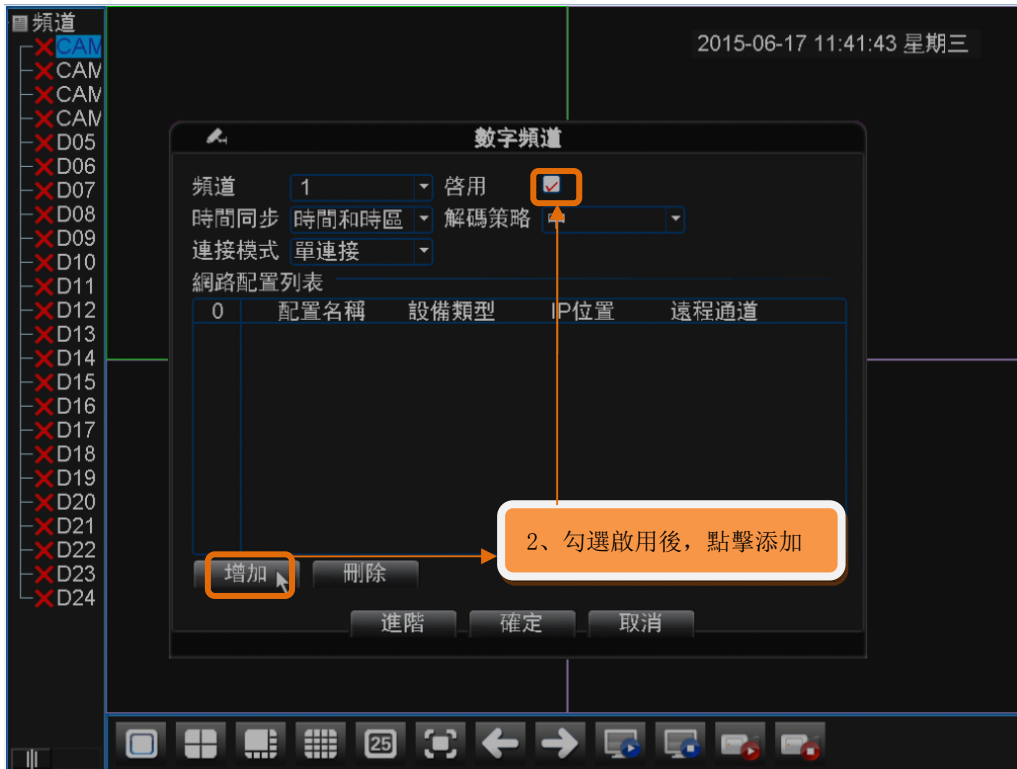 頻道
CAM
CAM
CAM
CAM
D05
D06
D07
D08
D09
D10
D11
D12
D13
D14
D15
D16
D17
D18
D19
D20
D21
D22
D23
D24
2015-06-17 11:41:43 星期三
數字頻道
頻道 1 啓用
時間同步 時間和時區 解碼策略 中
連接模式 單連接
網路配置列表
0 配置名稱 設備類型 IP位置 遠程通道
2、勾選啟用後，點擊添加
增加 刪除
進階 確定 取消
25